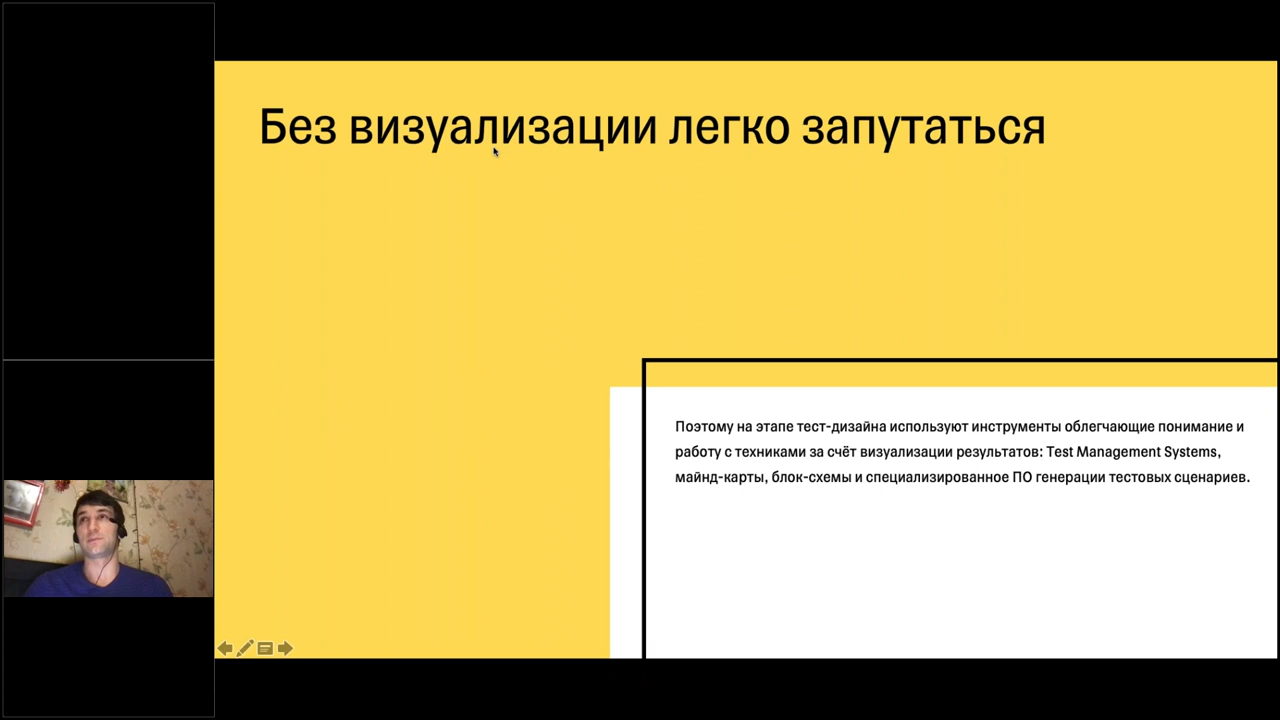 Без визуализации легко запутаться
Поэтому на этапе тест-дизайна используют инструменты облегчающие понимание и
работу с техниками за счёт визуализации результатов: Test Management Systems,
майнд-карты, блок-схемы и специализированное ПО генерации тестовых сценариев.